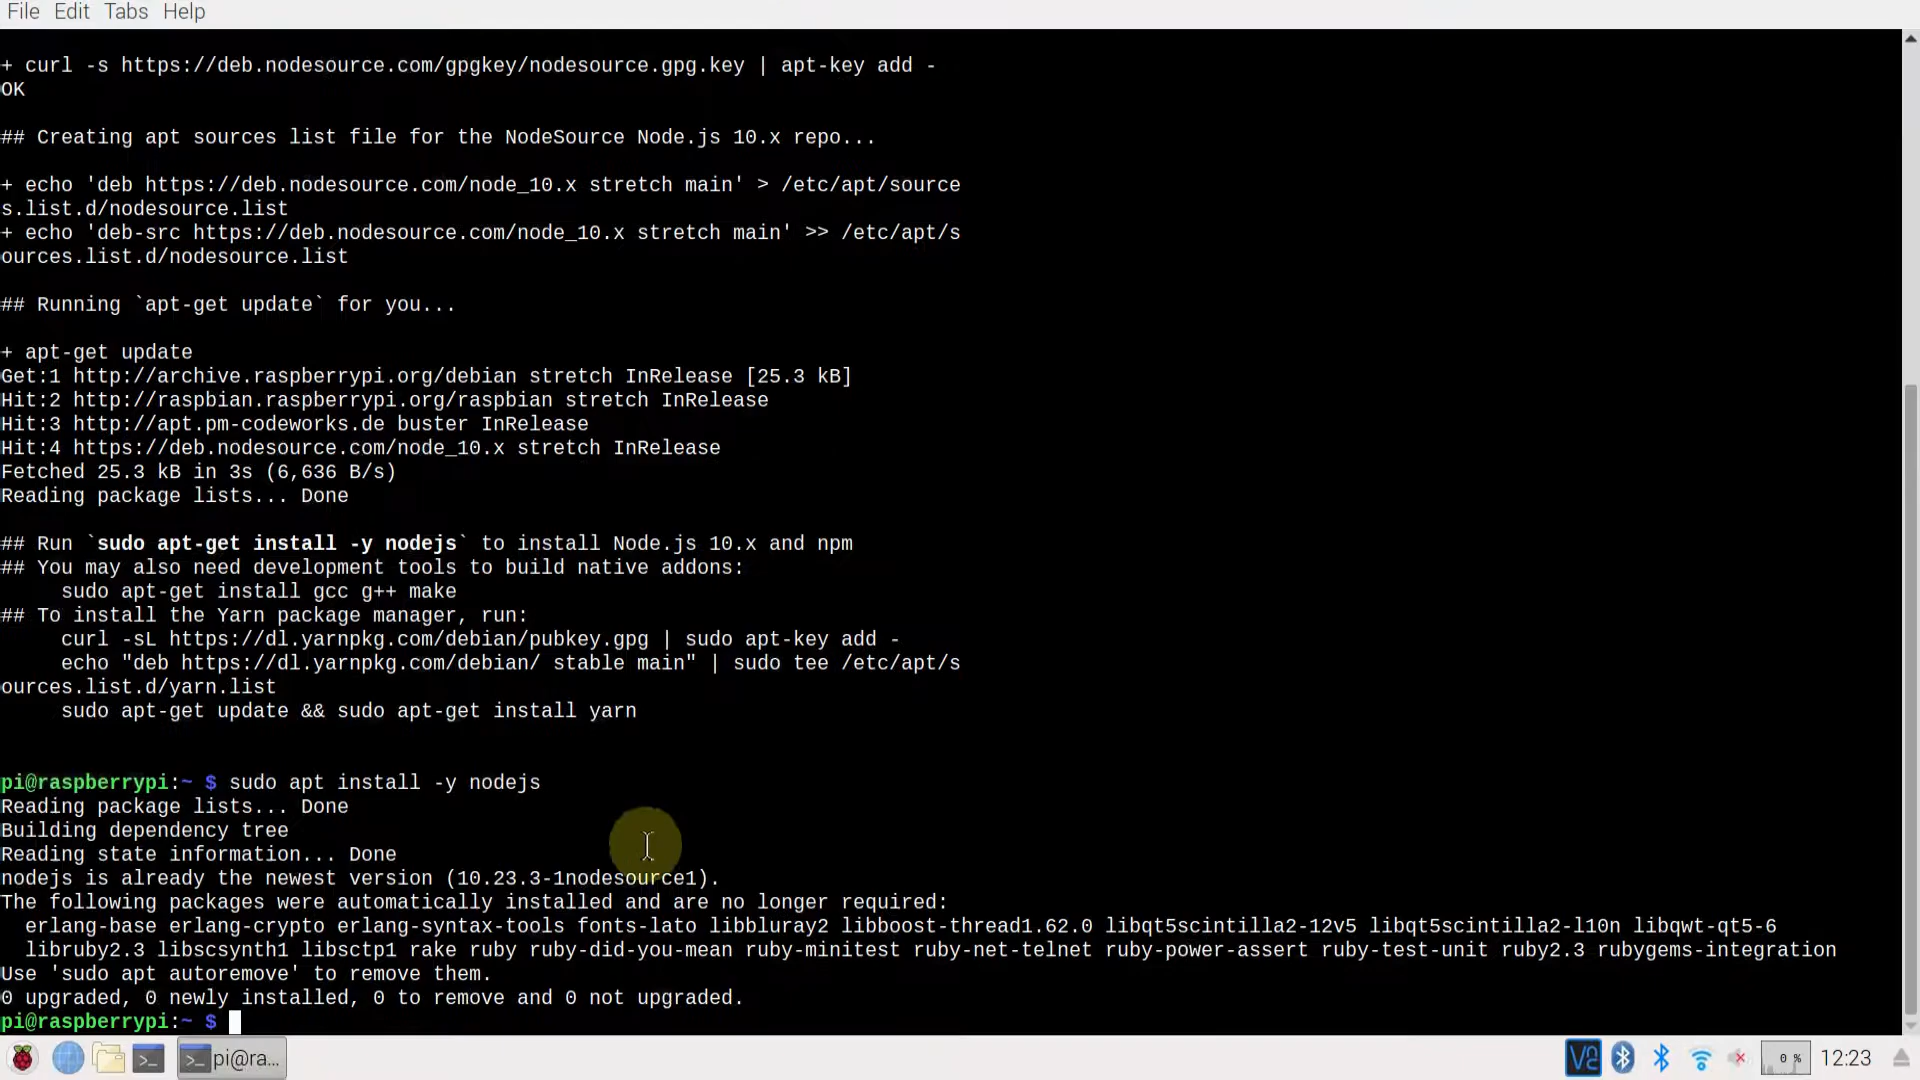 File Edit Tabs Help
+ curl -s https://deb.nodesource.com/gpgkey/nodesource.gpg.key | apt-key add -
OK
## Creating apt sources list file for the NodeSource Node.js 10.x repo...
+ echo 'deb https://deb.nodesource.com/node_10.x stretch main' > /etc/apt/source
s.list.d/nodesource.list
+ echo 'deb-src https://deb.nodesource.com/node_10.x stretch main' >> /etc/apt/s
ources.list.d/nodesource.list
## Running `apt-get update` for you...
+ apt-get update
Get:1 http://archive.raspberrypi.org/debian stretch InRelease [25.3 kB]
Hit:2 http://raspbian.raspberrypi.org/raspbian stretch InRelease
Hit:3 http://apt.pm-codeworks.de buster InRelease
Hit:4 https://deb.nodesource.com/node_10.x stretch InRelease
Fetched 25.3 kB in 3s (6,636 B/s)
Reading package lists... Done
## Run `sudo apt-get install -y nodejs` to install Node.js 10.x and npm
## You may also need development tools to build native addons:
     sudo apt-get install gcc g++ make
## To install the Yarn package manager, run:
     curl -sL https://dl.yarnpkg.com/debian/pubkey.gpg | sudo apt-key add -
     echo "deb https://dl.yarnpkg.com/debian/ stable main" | sudo tee /etc/apt/s
ources.list.d/yarn.list
     sudo apt-get update && sudo apt-get install yarn
pi@raspberrypi:~ $ sudo apt install -y nodejs
Reading package lists... Done
Building dependency tree
Reading state information... Done
nodejs is already the newest version (10.23.3-1nodesource1).
The following packages were automatically installed and are no longer required:
  erlang-base erlang-crypto erlang-syntax-tools fonts-lato libbluray2 libboost-thread1.62.0 libqt5scintilla2-12v5 libqt5scintilla2-l10n libqwt-qt5-6
  libruby2.3 libscsynth1 libsctp1 rake ruby ruby-did-you-mean ruby-minitest ruby-net-telnet ruby-power-assert ruby-test-unit ruby2.3 rubygems-integration
Use 'sudo apt autoremove' to remove them.
0 upgraded, 0 newly installed, 0 to remove and 0 not upgraded.
pi@raspberrypi:~ $
pi@ra... 0 % 12:23